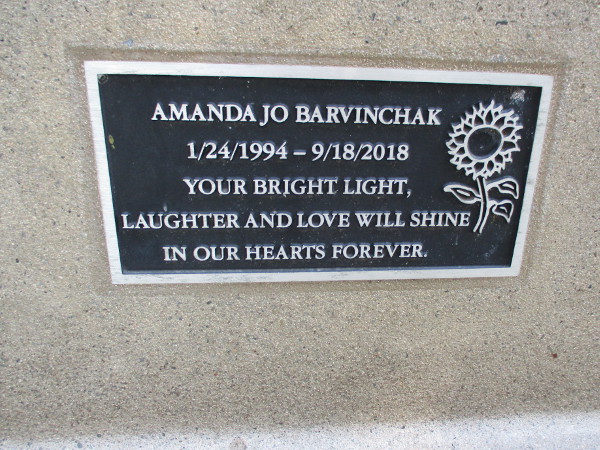 AMANDA JO BARVINCHAK
1/24/1994 – 9/18/2018
YOUR BRIGHT LIGHT,
LAUGHTER AND LOVE WILL SHINE
IN OUR HEARTS FOREVER.